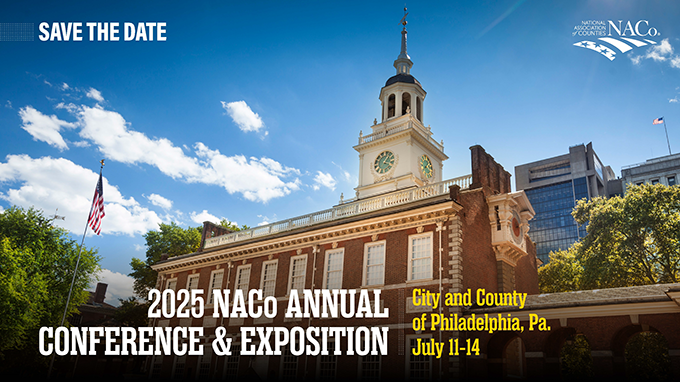 SAVE THE DATE
NATIONAL
ASSOCIATION
of COUNTIES
NACo®
2025 NACo ANNUAL
CONFERENCE & EXPOSITION
City and County
of Philadelphia, Pa.
July 11-14